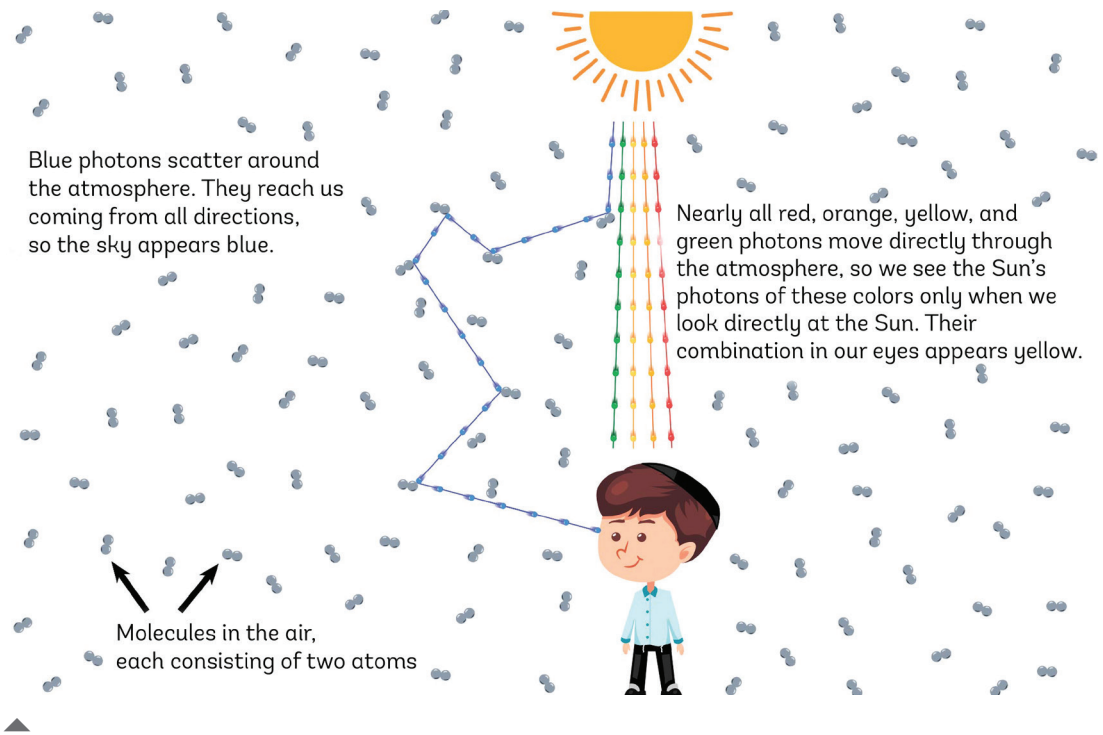 Blue photons scatter around
the atmosphere. They reach us
coming from all directions,
so the sky appears blue.
Nearly all red, orange, yellow, and
green photons move directly through
the atmosphere, so we see the Sun's
photons of these colors only when we
look directly at the Sun. Their
combination in our eyes appears yellow.
Molecules in the air,
each consisting of two atoms